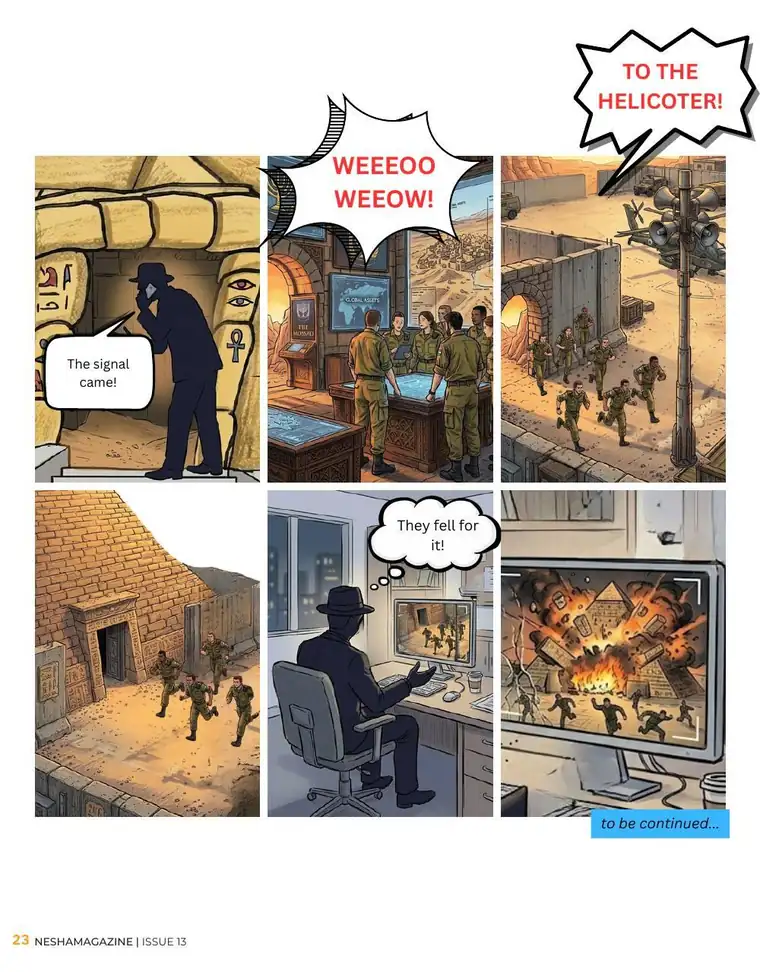 TO THE
HELICOTER!
WEEEOO
WEEOW!
The signal
came!
GLOBAL ASSETS
THE
They fell for
it!
to be continued...
23 NESHAMAGAZINE | ISSUE 13